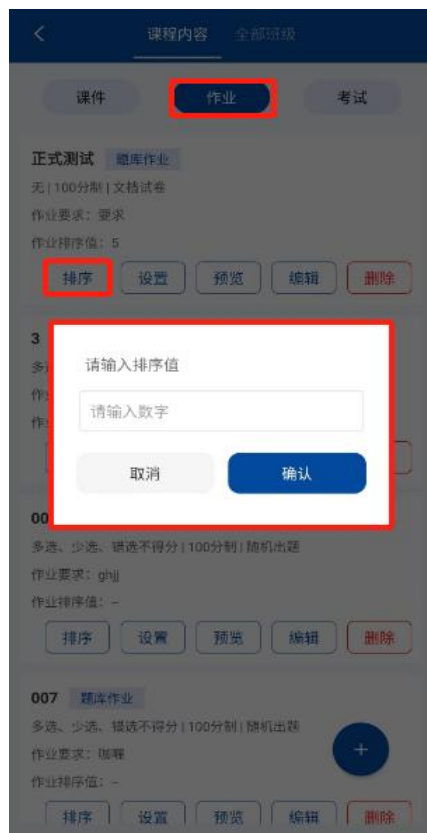 课程内容 全部班级
课件 作业 考试
正式测试 题库作业
无 | 100分制 | 文档试卷
作业要求：要求
作业排序值：5
排序 设置 预览 编辑 删除
3
请输入排序值
请输入数字
取消 确认
00
多选、少选、错选不得分 | 100分制 | 随机出题
作业要求：ghjj
作业排序值：–
排序 设置 预览 编辑 删除
007 题库作业
多选、少选、错选不得分 | 100分制 | 随机出题
作业要求：咖喱
作业排序值：–
排序 设置 预览 编辑 删除